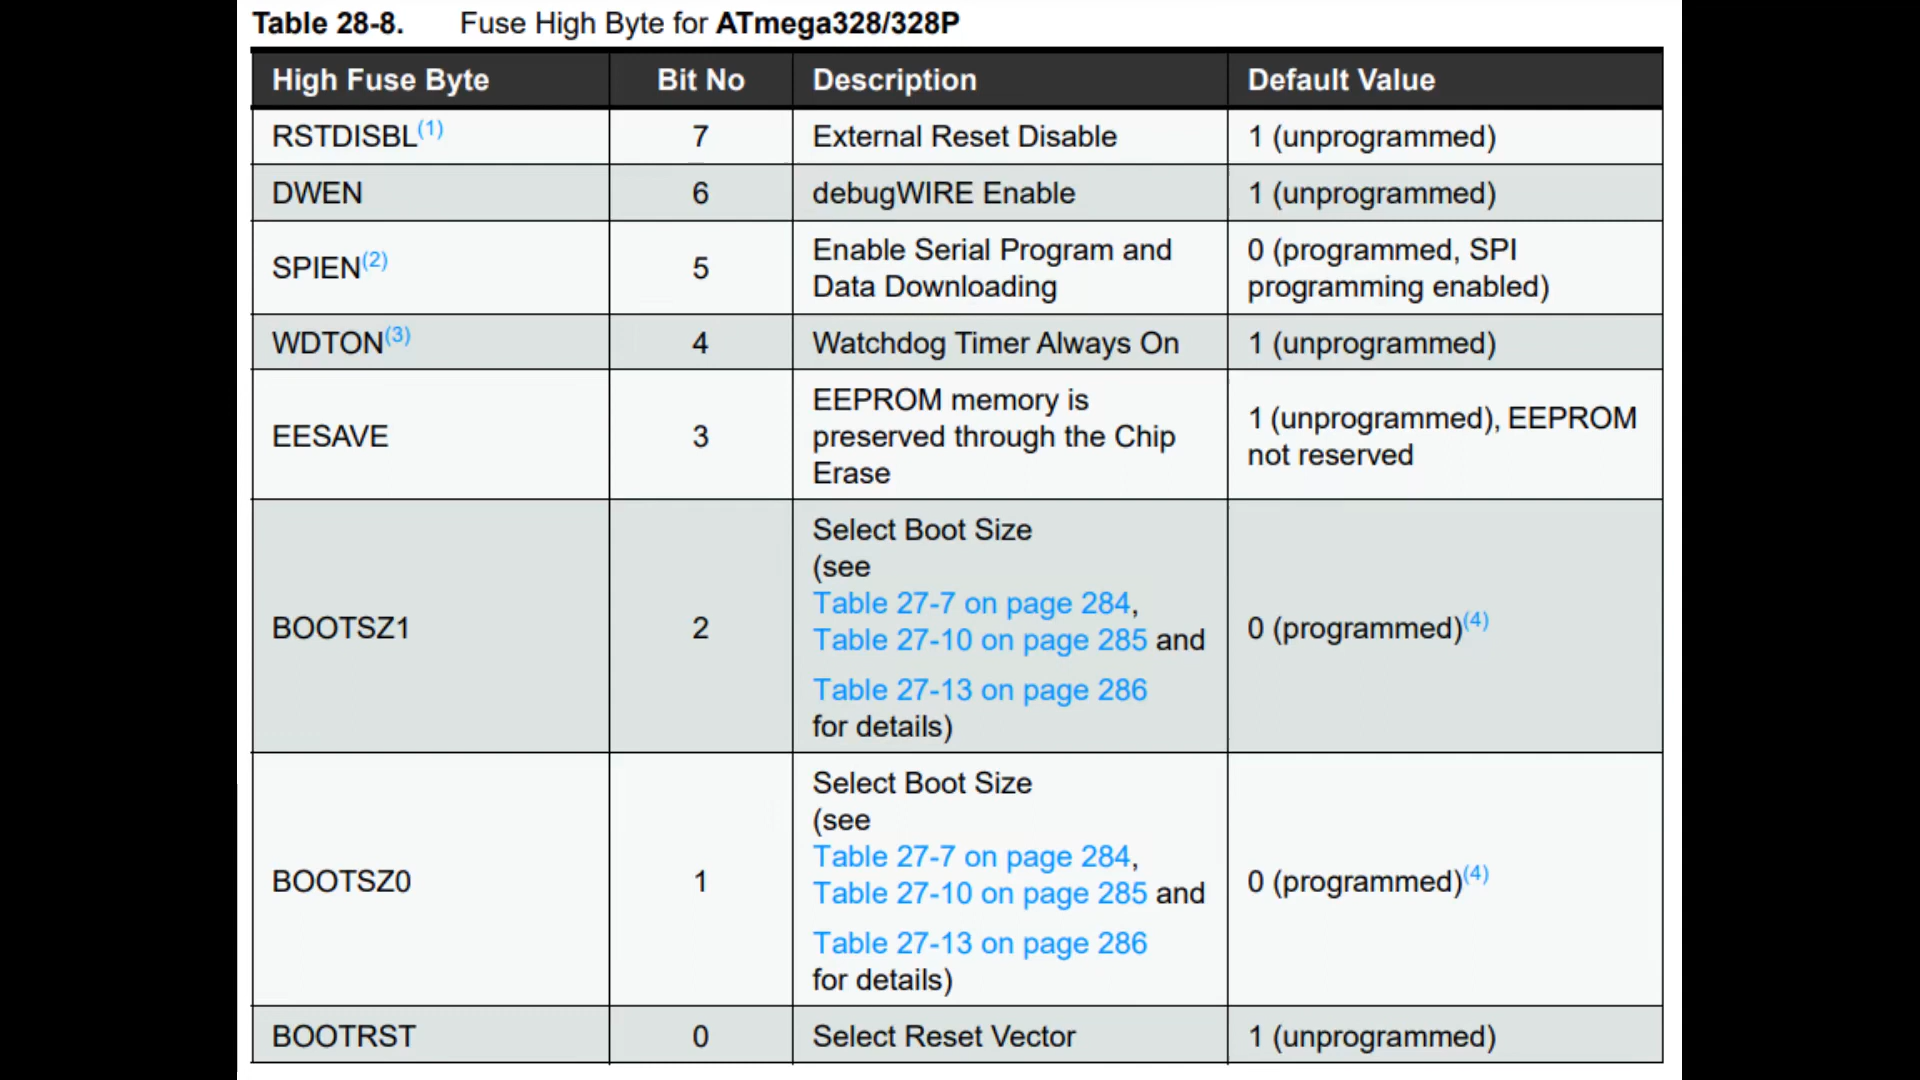 Table 28-8. Fuse High Byte for ATmega328/328P
High Fuse Byte Bit No Description Default Value
RSTDISBL(1) 7 External Reset Disable 1 (unprogrammed)
DWEN 6 debugWIRE Enable 1 (unprogrammed)
SPIEN(2) 5 Enable Serial Program and
Data Downloading 0 (programmed, SPI
programming enabled)
WDTON(3) 4 Watchdog Timer Always On 1 (unprogrammed)
EESAVE 3 EEPROM memory is
preserved through the Chip
Erase 1 (unprogrammed), EEPROM
not reserved
BOOTSZ1 2 Select Boot Size
(see
Table 27-7 on page 284,
Table 27-10 on page 285 and
Table 27-13 on page 286
for details) 0 (programmed)(4)
BOOTSZ0 1 Select Boot Size
(see
Table 27-7 on page 284,
Table 27-10 on page 285 and
Table 27-13 on page 286
for details) 0 (programmed)(4)
BOOTRST 0 Select Reset Vector 1 (unprogrammed)